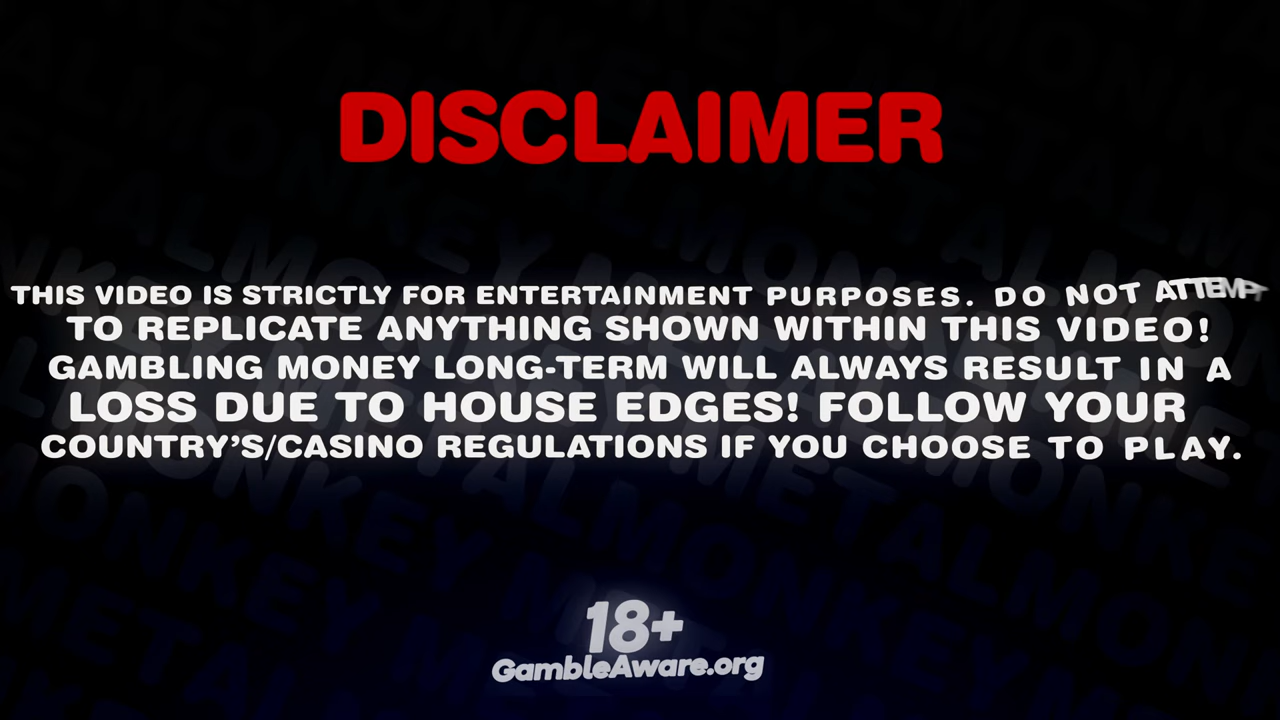 DISCLAIMER
THIS VIDEO IS STRICTLY FOR ENTERTAINMENT PURPOSES. DO NOT ATTEMPT
TO REPLICATE ANYTHING SHOWN WITHIN THIS VIDEO!
GAMBLING MONEY LONG-TERM WILL ALWAYS RESULT IN A
LOSS DUE TO HOUSE EDGES! FOLLOW YOUR
COUNTRY'S/CASINO REGULATIONS IF YOU CHOOSE TO PLAY.
18+
GambleAware.org